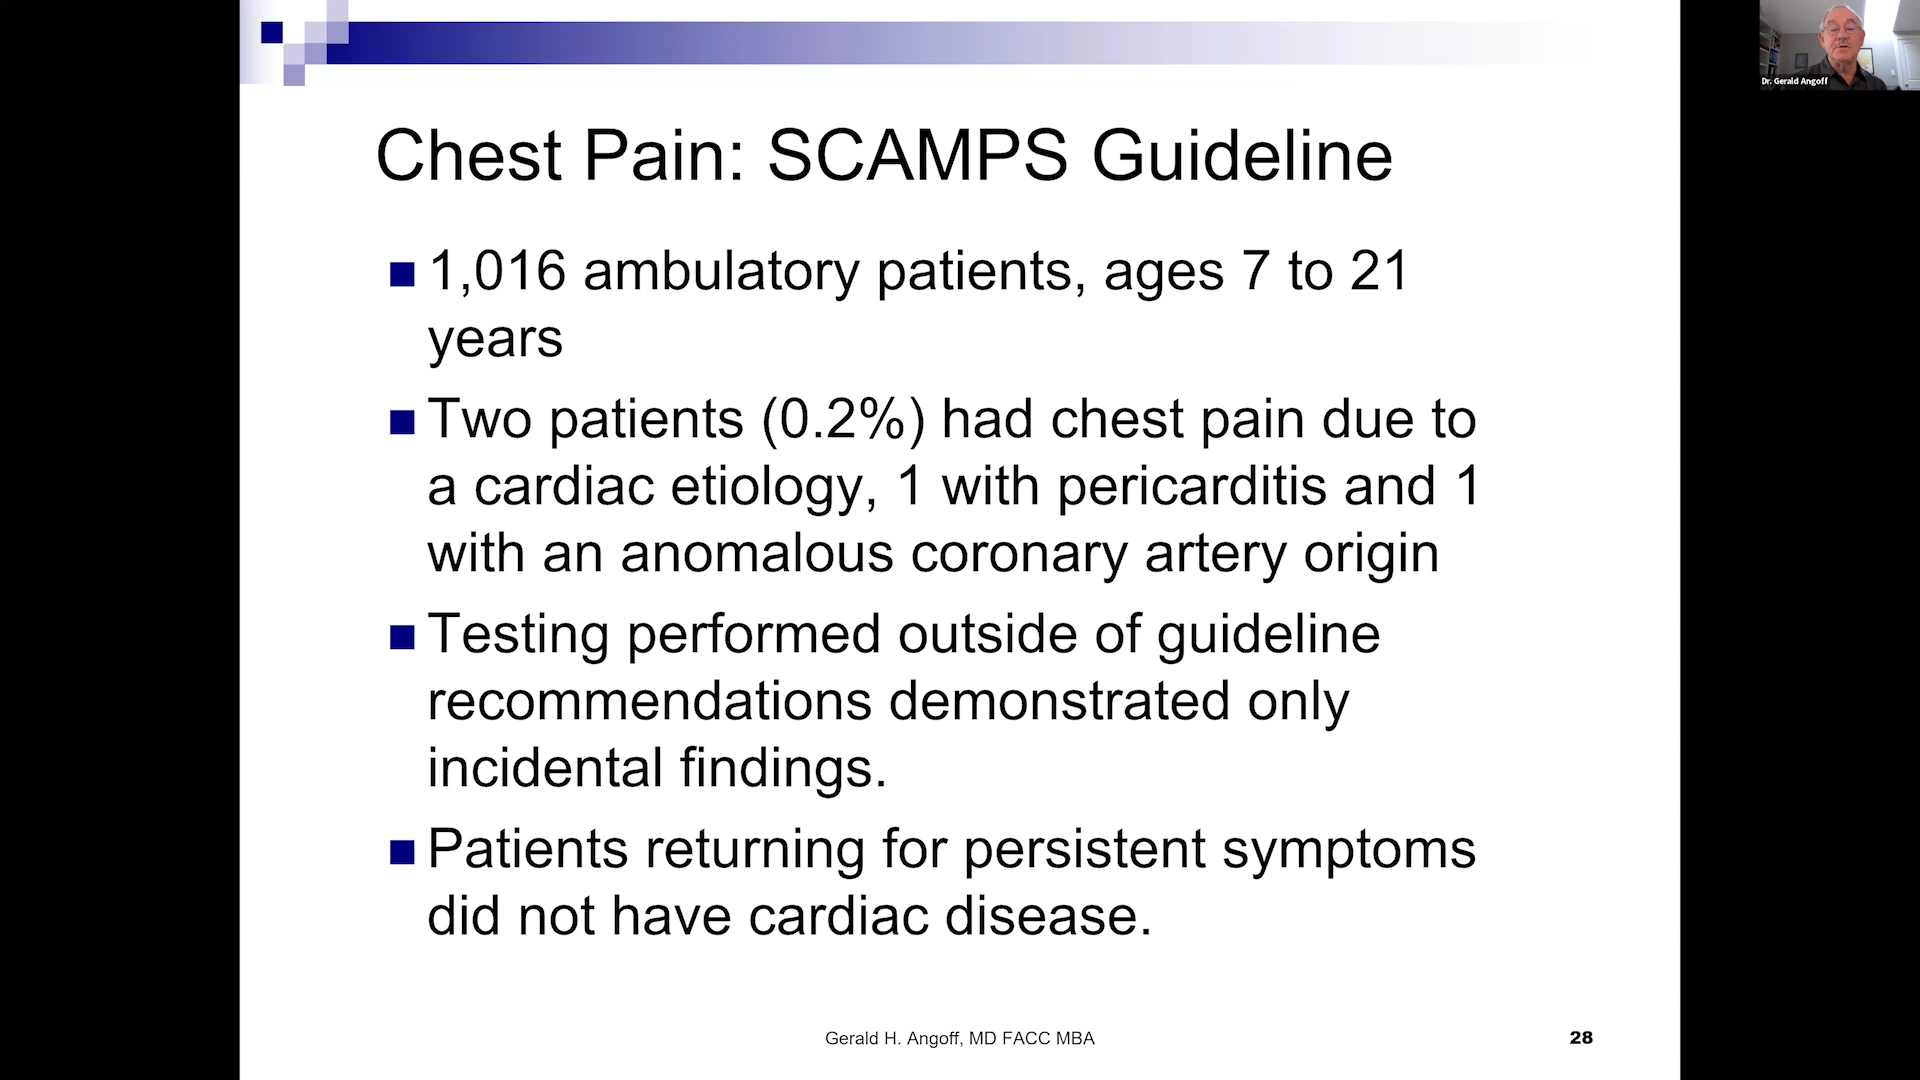 Dr. Gerald Angoff
Chest Pain: SCAMPS Guideline
1,016 ambulatory patients, ages 7 to 21
years
Two patients (0.2%) had chest pain due to
a cardiac etiology, 1 with pericarditis and 1
with an anomalous coronary artery origin
Testing performed outside of guideline
recommendations demonstrated only
incidental findings.
Patients returning for persistent symptoms
did not have cardiac disease.
Gerald H. Angoff, MD FACC MBA
28